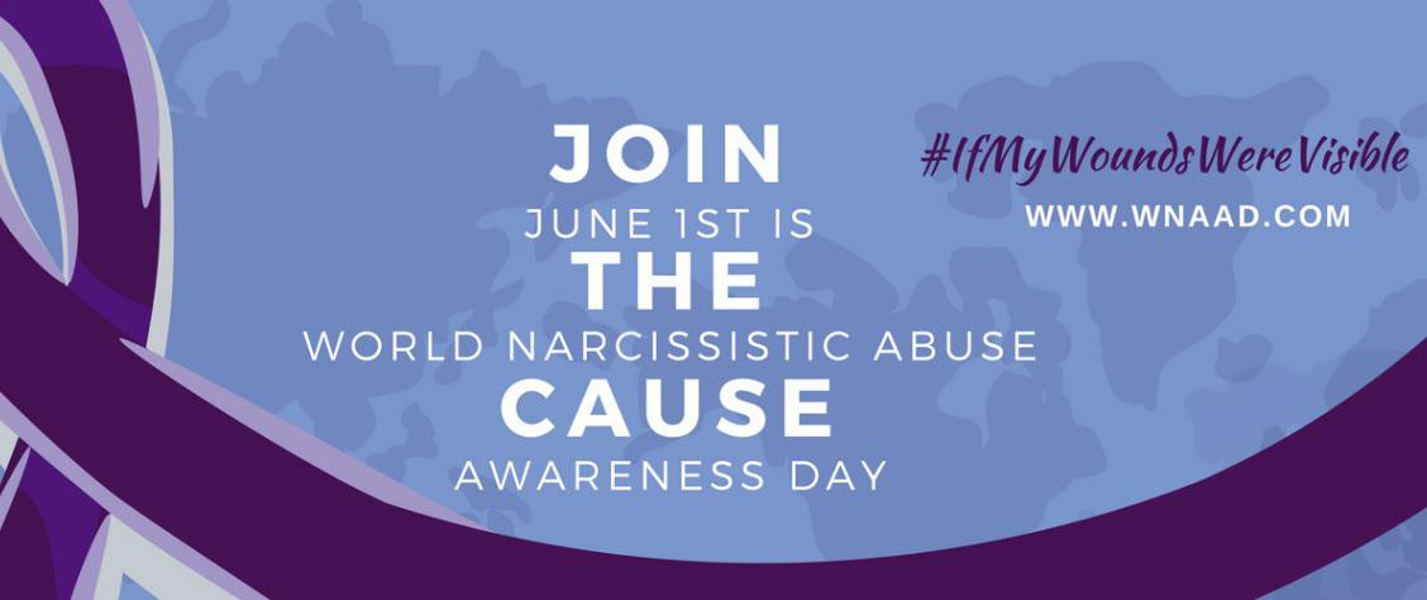 JOIN
JUNE 1ST IS
THE
WORLD NARCISSISTIC ABUSE
CAUSE
AWARENESS DAY
#IfMyWoundsWereVisible
WWW.WNAAD.COM